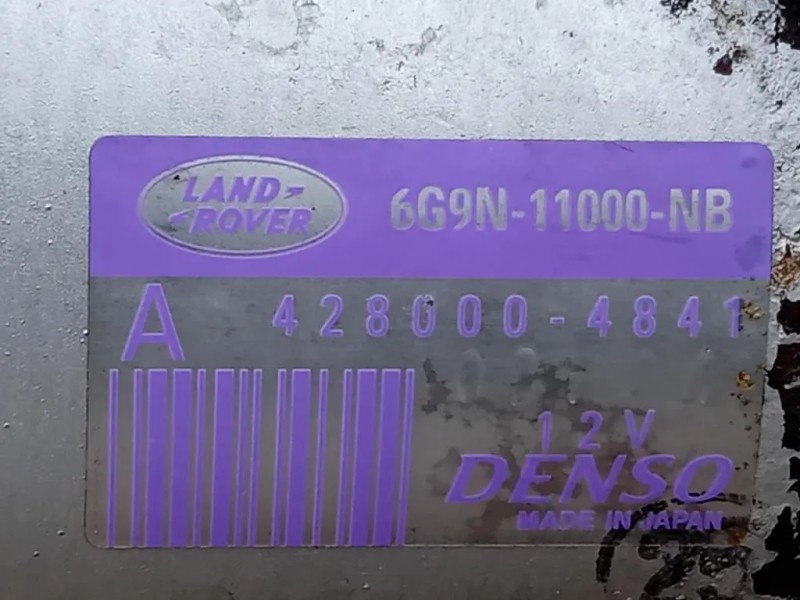 LAND
ROVER
6G9N-11000-NB
A 428000-4841
12V
DENSO
MADE IN JAPAN